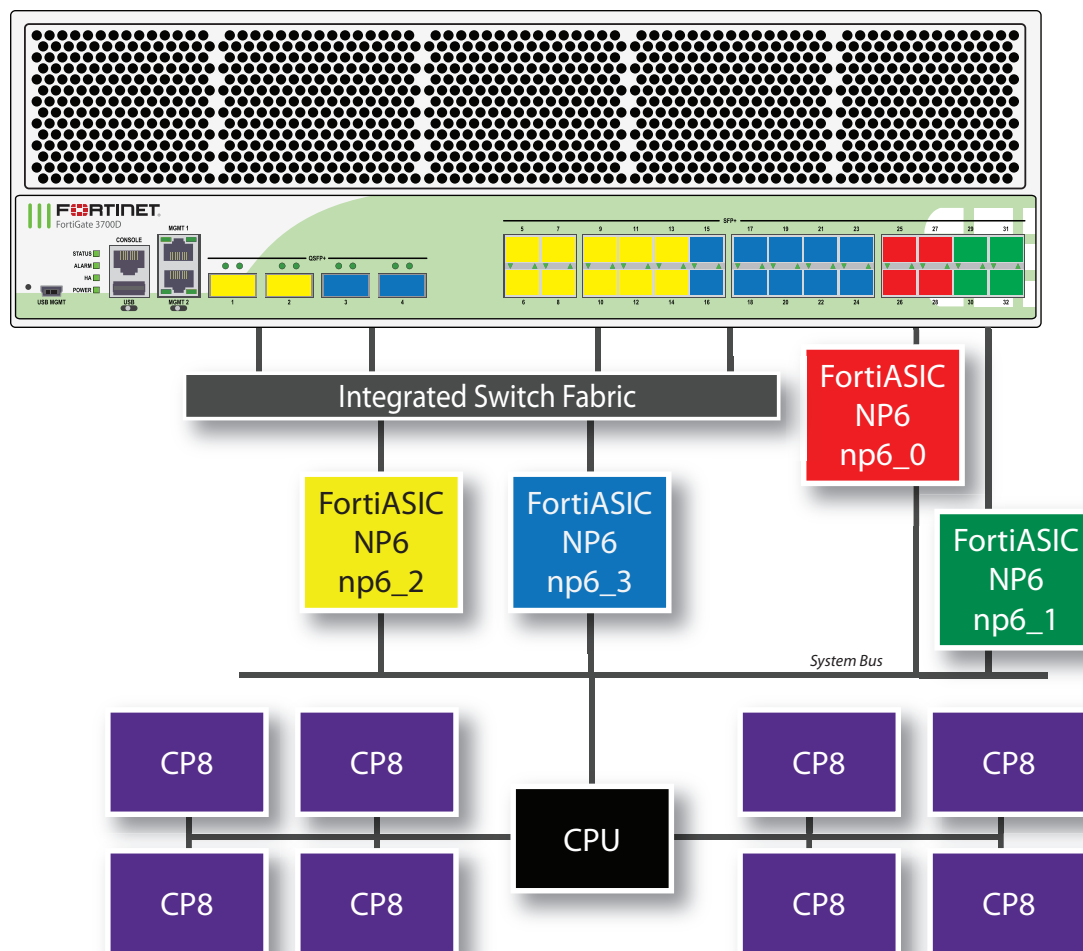 FORTINET
FortiGate 3700D
STATUS
ALARM
HA
POWER
USB MGMT
CONSOLE
USB
MGMT 1
MGMT 2
QSFP+
1 2 3 4
SFP+
5 7 9 11 13 15 17 19 21 23 25 27 29 31
6 8 10 12 14 16 18 20 22 24 26 28 30 32
Integrated Switch Fabric
FortiASIC
NP6
np6_0
FortiASIC
NP6
np6_2
FortiASIC
NP6
np6_3
FortiASIC
NP6
np6_1
System Bus
CP8
CP8
CP8
CP8
CPU
CP8
CP8
CP8
CP8